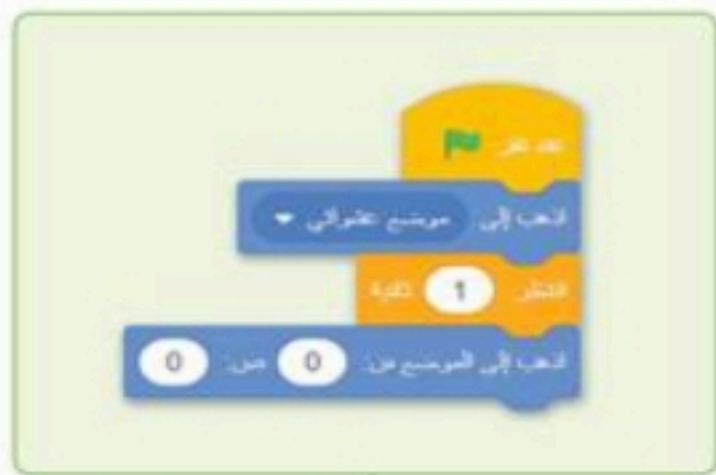 عند نقر
اذهب إلى موضع عشوائي
انتظر 1 ثانية
اذهب إلى الموضع س: 0 ص: 0